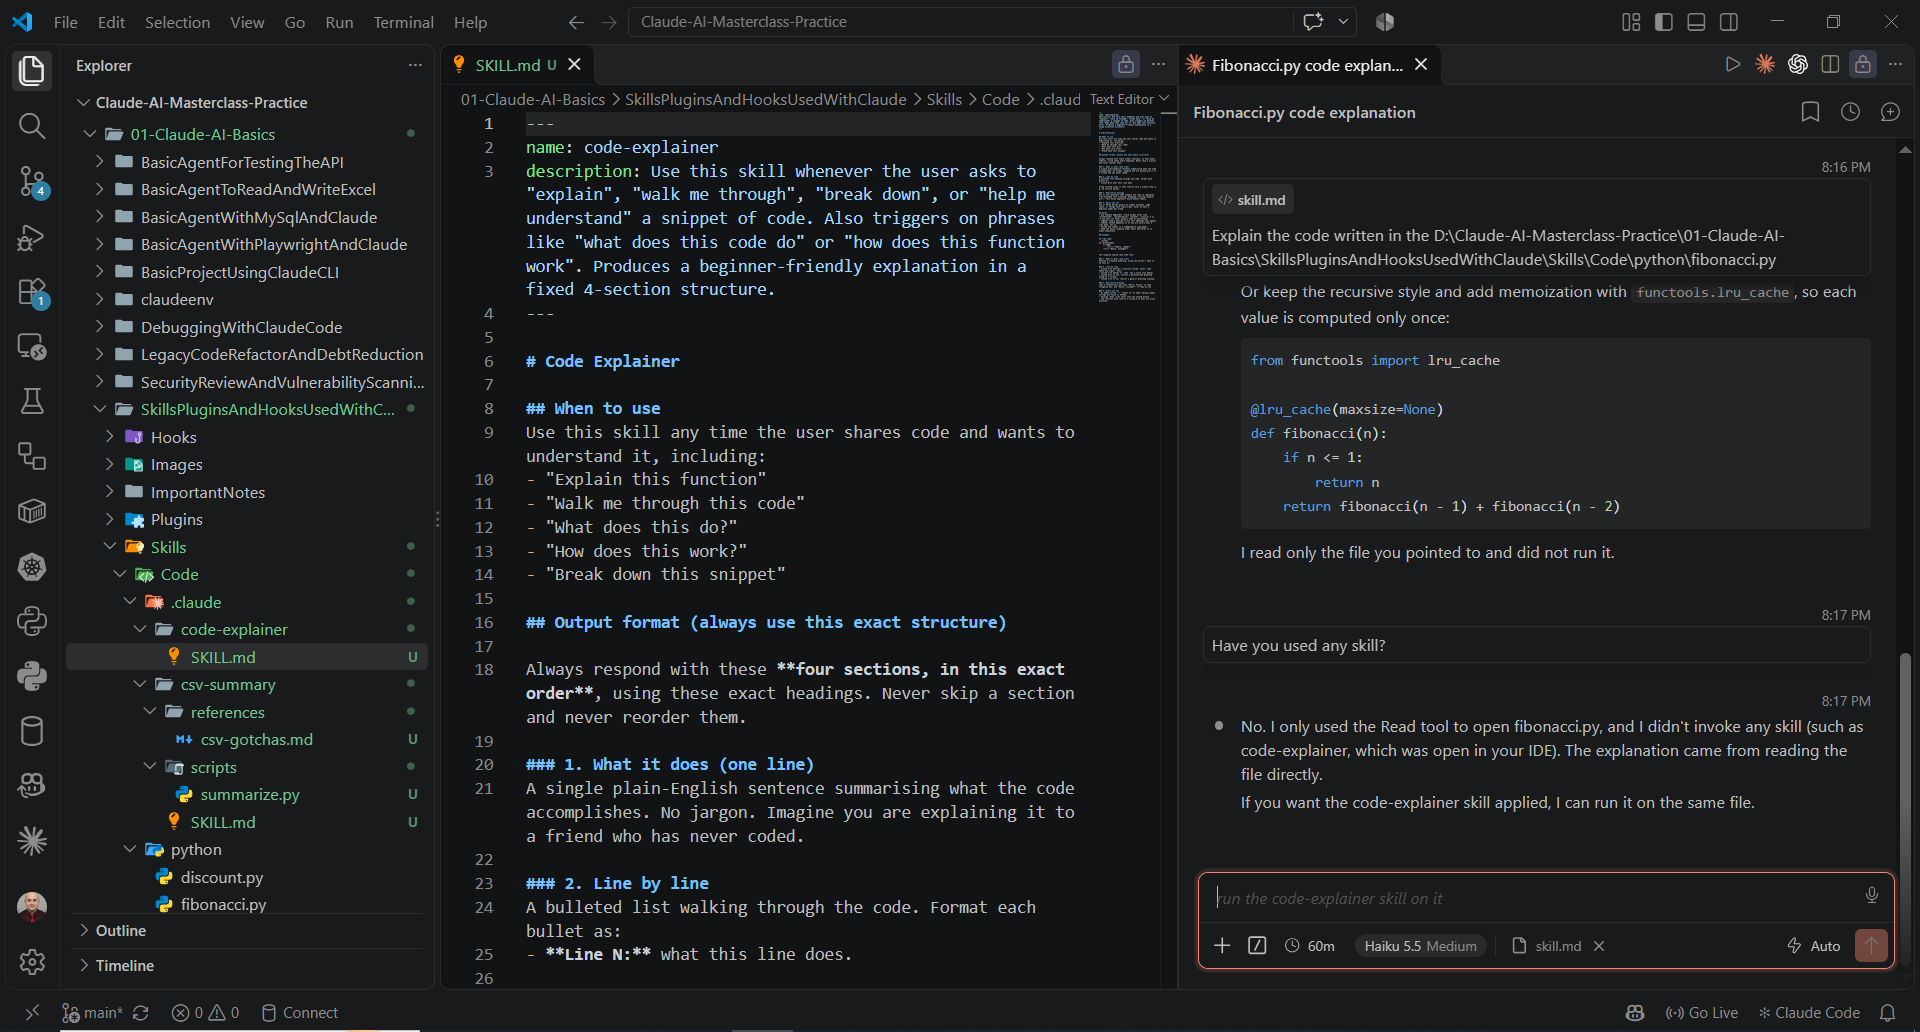 File Edit Selection View Go Run Terminal Help
Claude-AI-Masterclass-Practice
Explorer
Claude-AI-Masterclass-Practice
01-Claude-AI-Basics
BasicAgentForTestingTheAPI
BasicAgentToReadAndWriteExcel
BasicAgentWithMySqlAndClaude
BasicAgentWithPlaywrightAndClaude
BasicProjectUsingClaudeCLI
claudeenv
DebuggingWithClaudeCode
LegacyCodeRefactorAndDebtReduction
SecurityReviewAndVulnerabilityScanni...
SkillsPluginsAndHooksUsedWithC...
Hooks
Images
ImportantNotes
Plugins
Skills
Code
.claude
code-explainer
SKILL.md U
csv-summary
references
csv-gotchas.md U
scripts
summarize.py U
SKILL.md U
python
discount.py
fibonacci.py
Outline
Timeline
4
1
SKILL.md U
01-Claude-AI-Basics > SkillsPluginsAndHooksUsedWithClaude > Skills > Code > .claud Text Editor
1 ---
2 name: code-explainer
3 description: Use this skill whenever the user asks to
"explain", "walk me through", "break down", or "help me
understand" a snippet of code. Also triggers on phrases
like "what does this code do" or "how does this function
work". Produces a beginner-friendly explanation in a
fixed 4-section structure.
4 ---
5
6 # Code Explainer
7
8 ## When to use
9 Use this skill any time the user shares code and wants to
understand it, including:
10 - "Explain this function"
11 - "Walk me through this code"
12 - "What does this do?"
13 - "How does this work?"
14 - "Break down this snippet"
15
16 ## Output format (always use this exact structure)
17
18 Always respond with these **four sections, in this exact
order**, using these exact headings. Never skip a section
and never reorder them.
19
20 ### 1. What it does (one line)
21 A single plain-English sentence summarising what the code
accomplishes. No jargon. Imagine you are explaining it to
a friend who has never coded.
22
23 ### 2. Line by line
24 A bulleted list walking through the code. Format each
bullet as:
25 - **Line N:** what this line does.
26
Fibonacci.py code explan...
Fibonacci.py code explanation
8:16 PM
skill.md
Explain the code written in the D:\Claude-AI-Masterclass-Practice\01-Claude-AI-
Basics\SkillsPluginsAndHooksUsedWithClaude\Skills\Code\python\fibonacci.py
Or keep the recursive style and add memoization with functools.lru_cache, so each
value is computed only once:
from functools import lru_cache
@lru_cache(maxsize=None)
def fibonacci(n):
if n <= 1:
return n
return fibonacci(n - 1) + fibonacci(n - 2)
I read only the file you pointed to and did not run it.
8:17 PM
Have you used any skill?
8:17 PM
No. I only used the Read tool to open fibonacci.py, and I didn't invoke any skill (such as
code-explainer, which was open in your IDE). The explanation came from reading the
file directly.
If you want the code-explainer skill applied, I can run it on the same file.
run the code-explainer skill on it
60m Haiku 5.5 Medium skill.md Auto
main* 0 0 Connect Go Live Claude Code